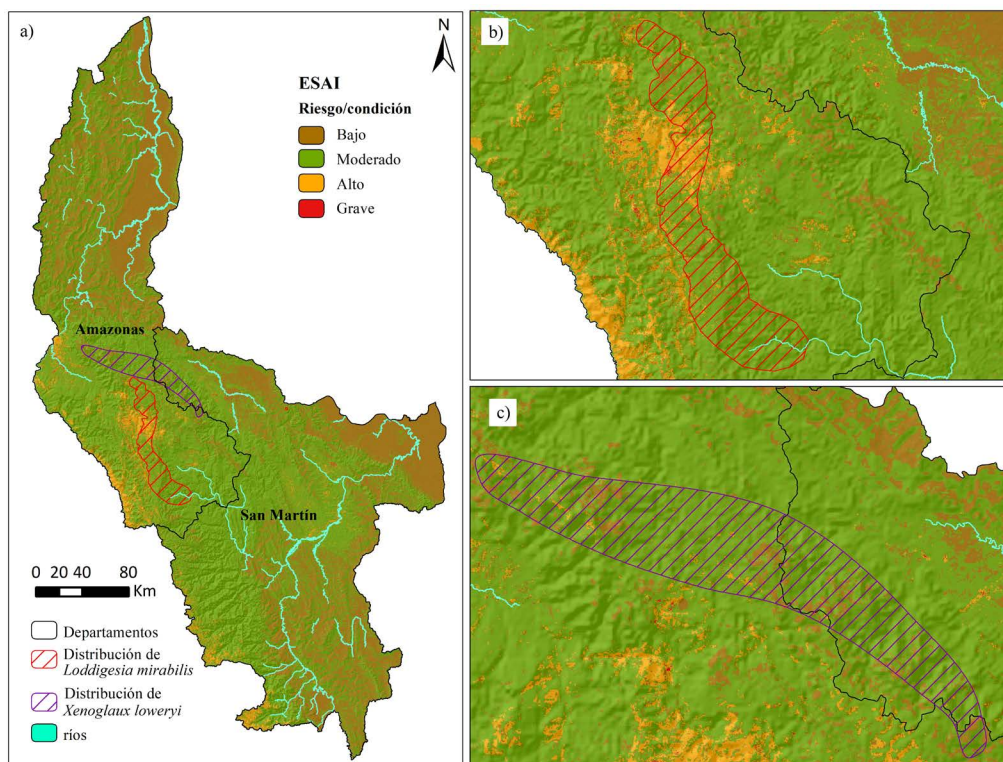 a)
N
ESAI
Riesgo/condición
Bajo
Moderado
Alto
Grave
Amazonas
San Martín
0 20 40 80
Km
Departamentos
Distribución de
Loddigesia mirabilis
Distribución de
Xenoglaux loweryi
ríos
b)
c)